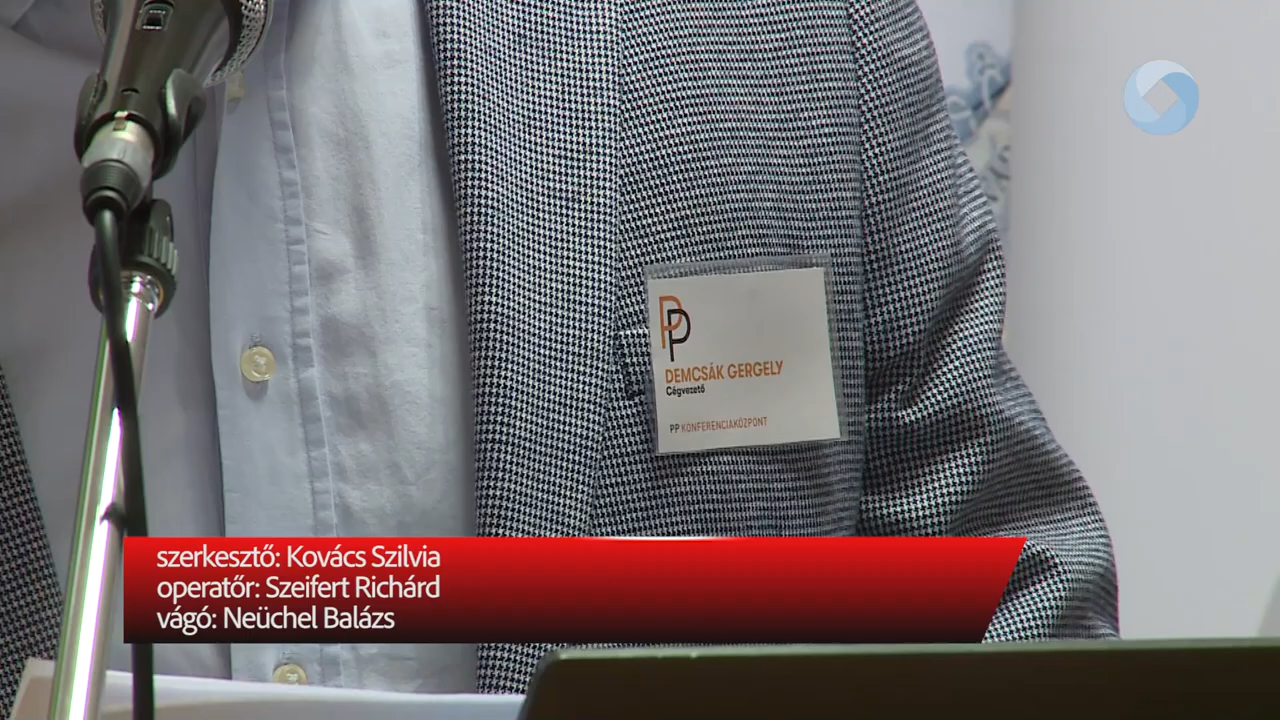 PP
DEMCSÁK GERGELY
Cégvezető
PP KONFERENCIAKÖZPONT
szerkesztő: Kovács Szilvia
operatőr: Szeifert Richárd
vágó: Neüchel Balázs